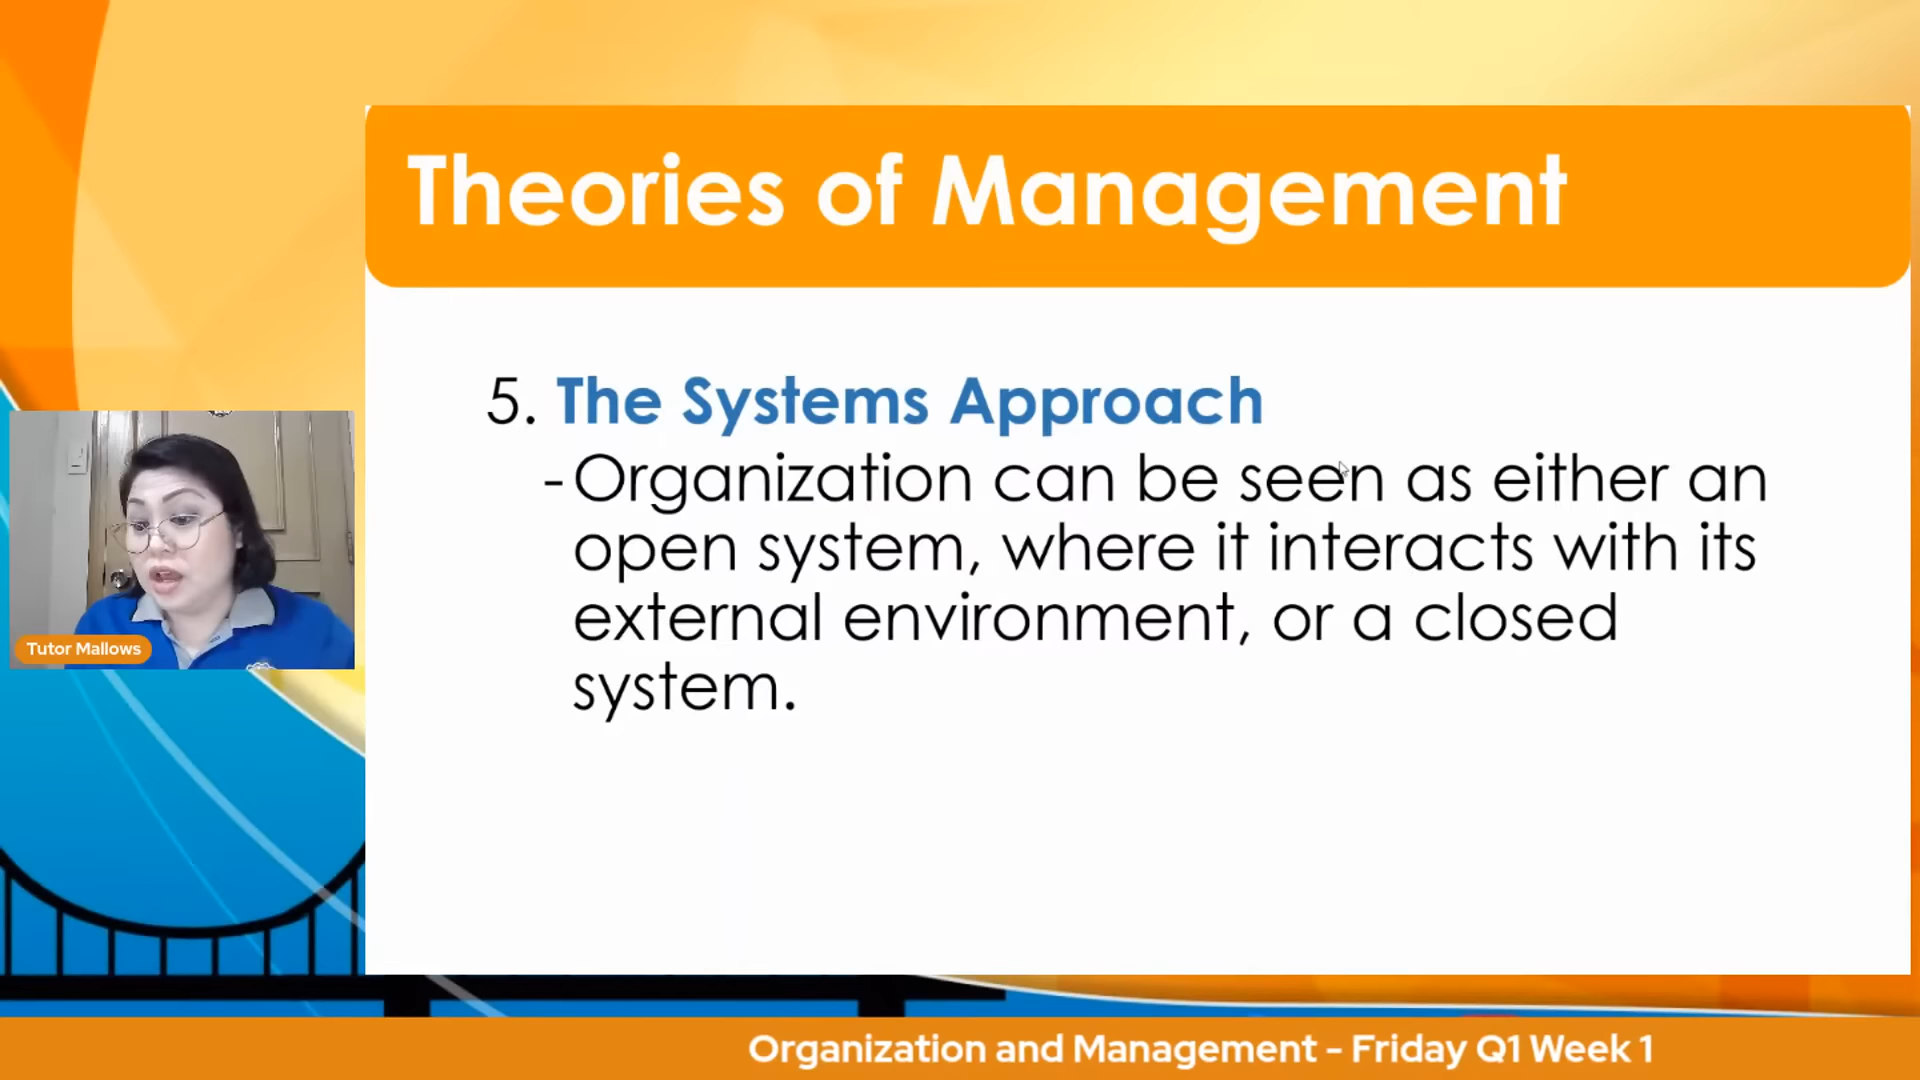 Theories of Management
5. The Systems Approach
- Organization can be seen as either an
open system, where it interacts with its
external environment, or a closed
system.
Tutor Mallows
Organization and Management - Friday Q1 Week 1